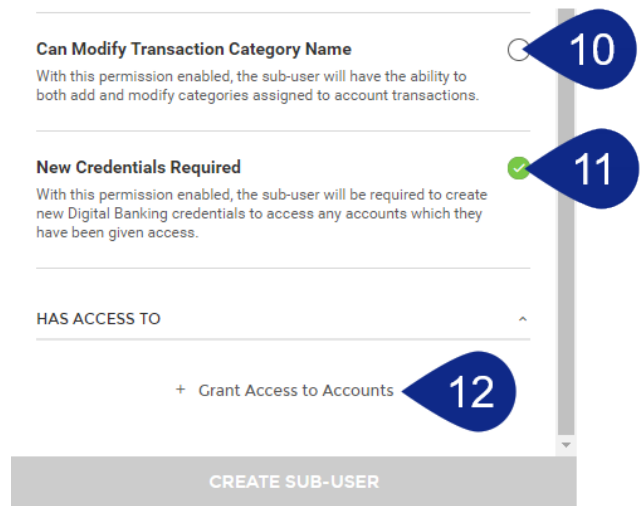 Can Modify Transaction Category Name
10
With this permission enabled, the sub-user will have the ability to
both add and modify categories assigned to account transactions.
New Credentials Required
11
With this permission enabled, the sub-user will be required to create
new Digital Banking credentials to access any accounts which they
have been given access.
HAS ACCESS TO
+ Grant Access to Accounts
12
CREATE SUB-USER